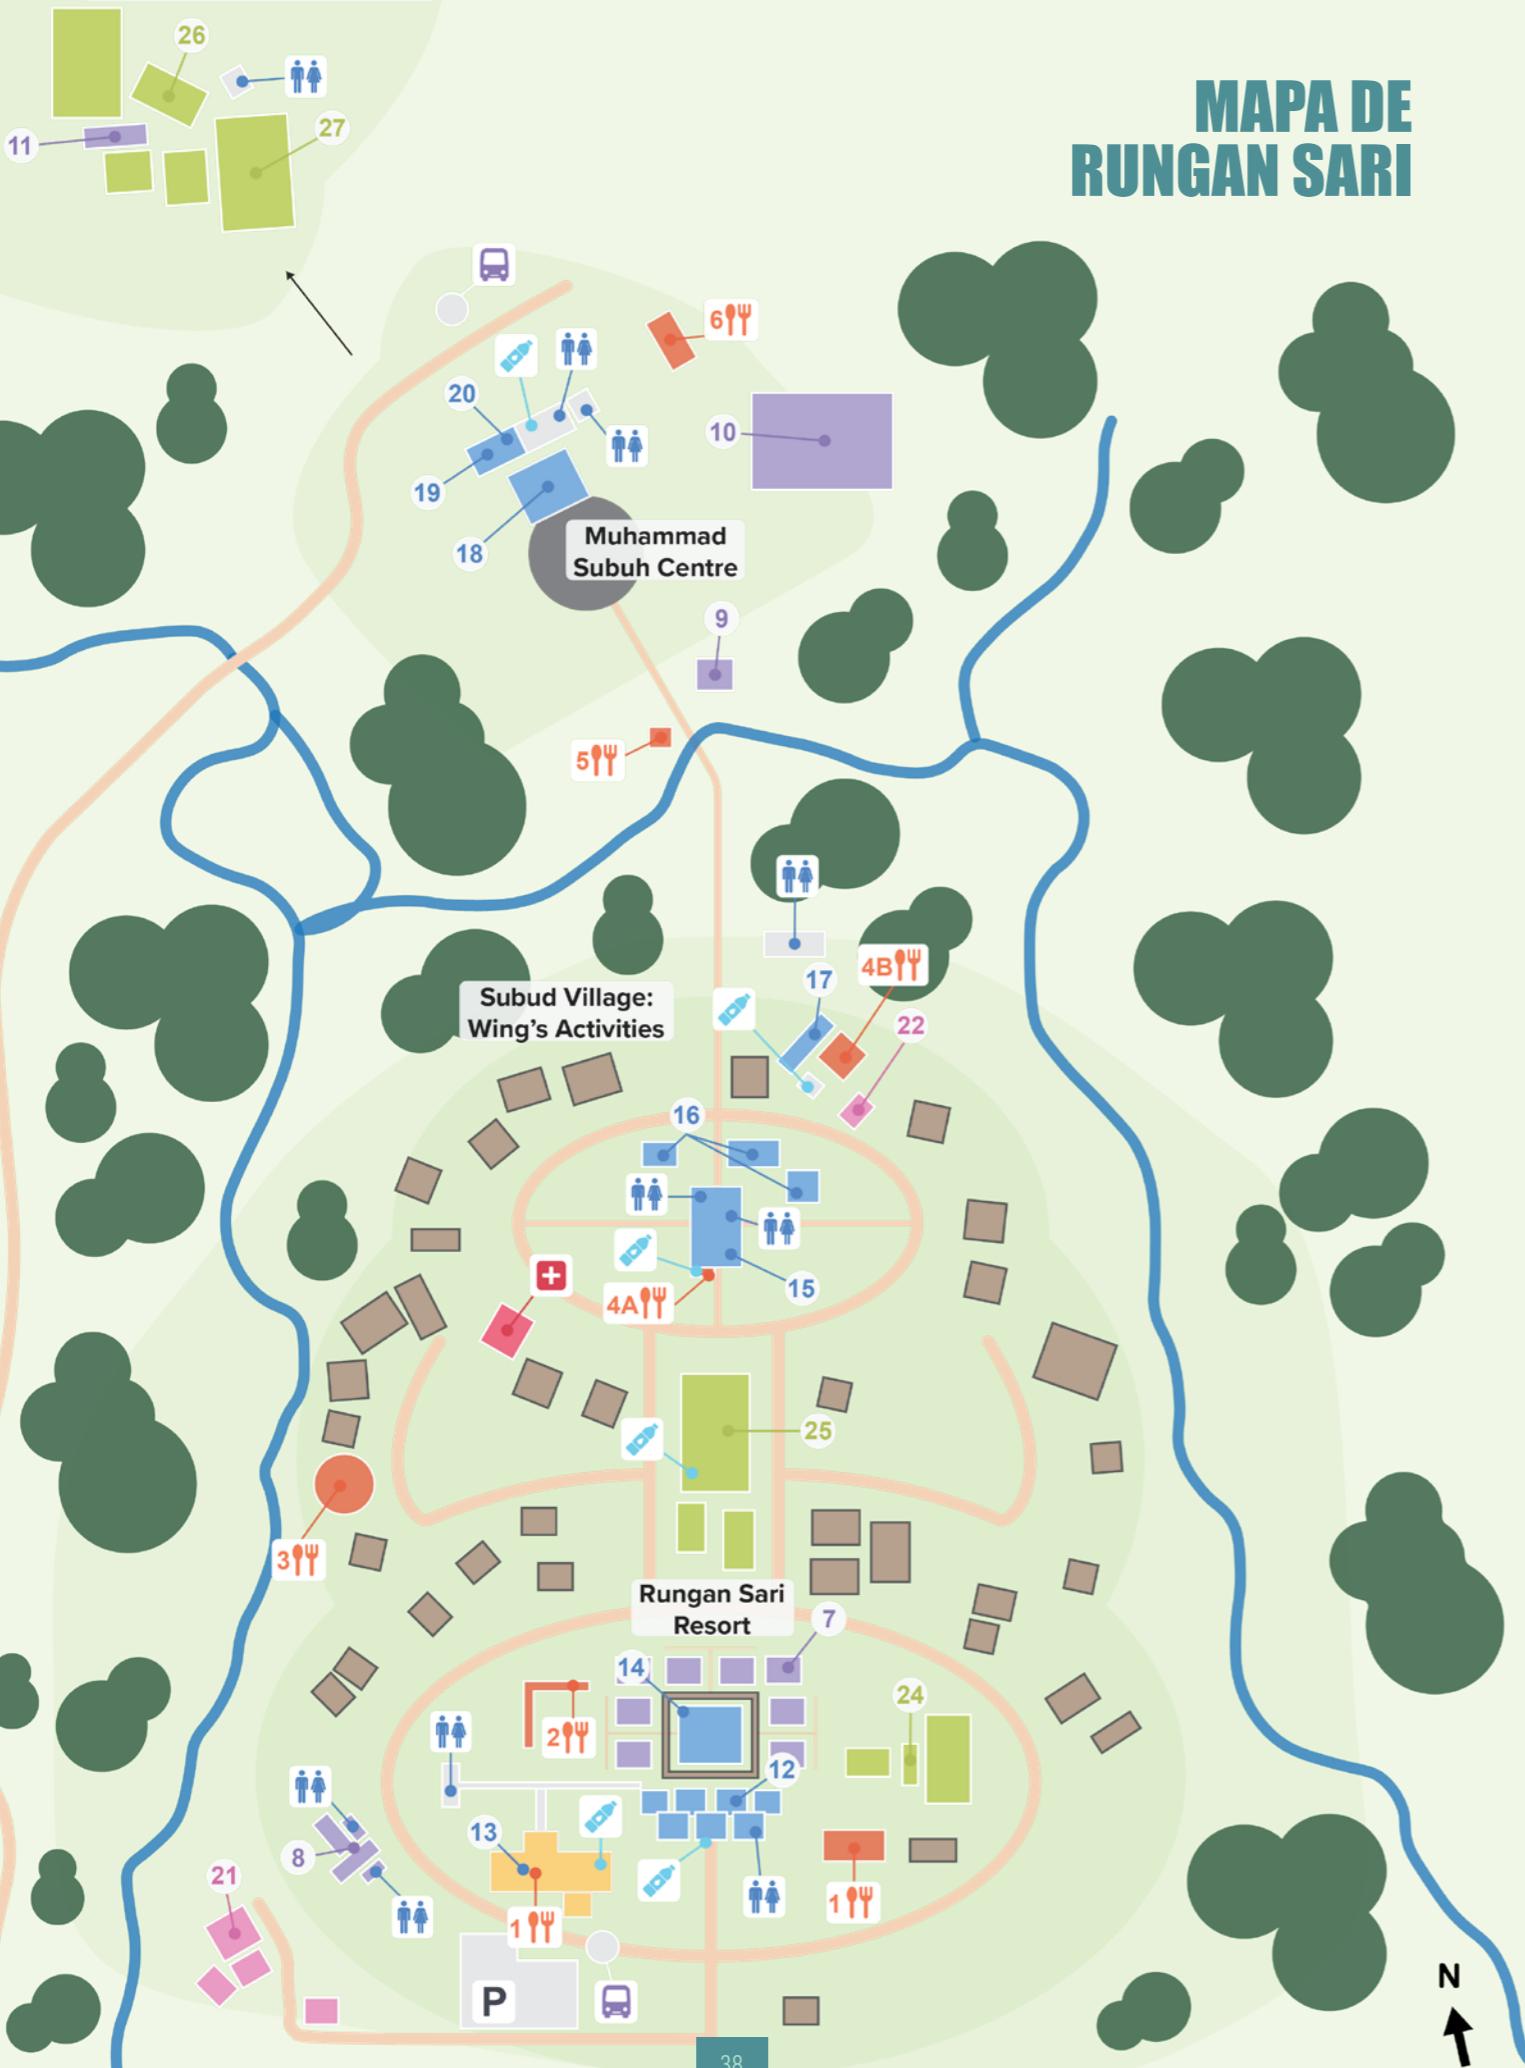 26
27
11
MAPA DE
RUNGAN SARI
6
20
10
19
18
Muhammad
Subuh Centre
9
5
4B
17
Subud Village:
Wing's Activities
22
16
15
4A
25
3
Rungan Sari
Resort
7
14
24
2
12
13
8
21
1
1
P
N
38